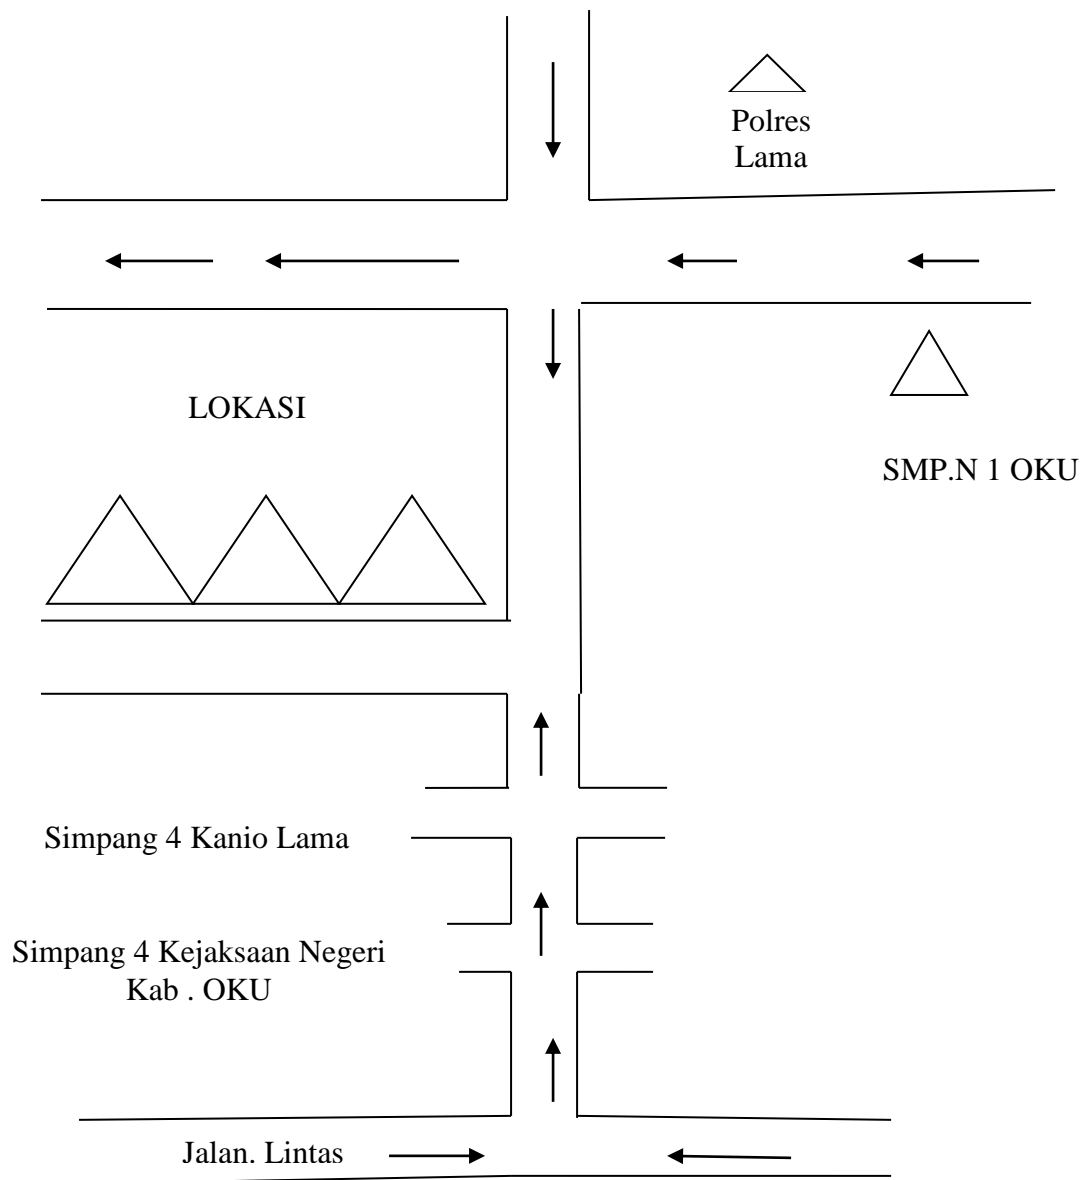 Polres
Lama
LOKASI
SMP.N 1 OKU
Simpang 4 Kanio Lama
Simpang 4 Kejaksaan Negeri
Kab . OKU
Jalan. Lintas